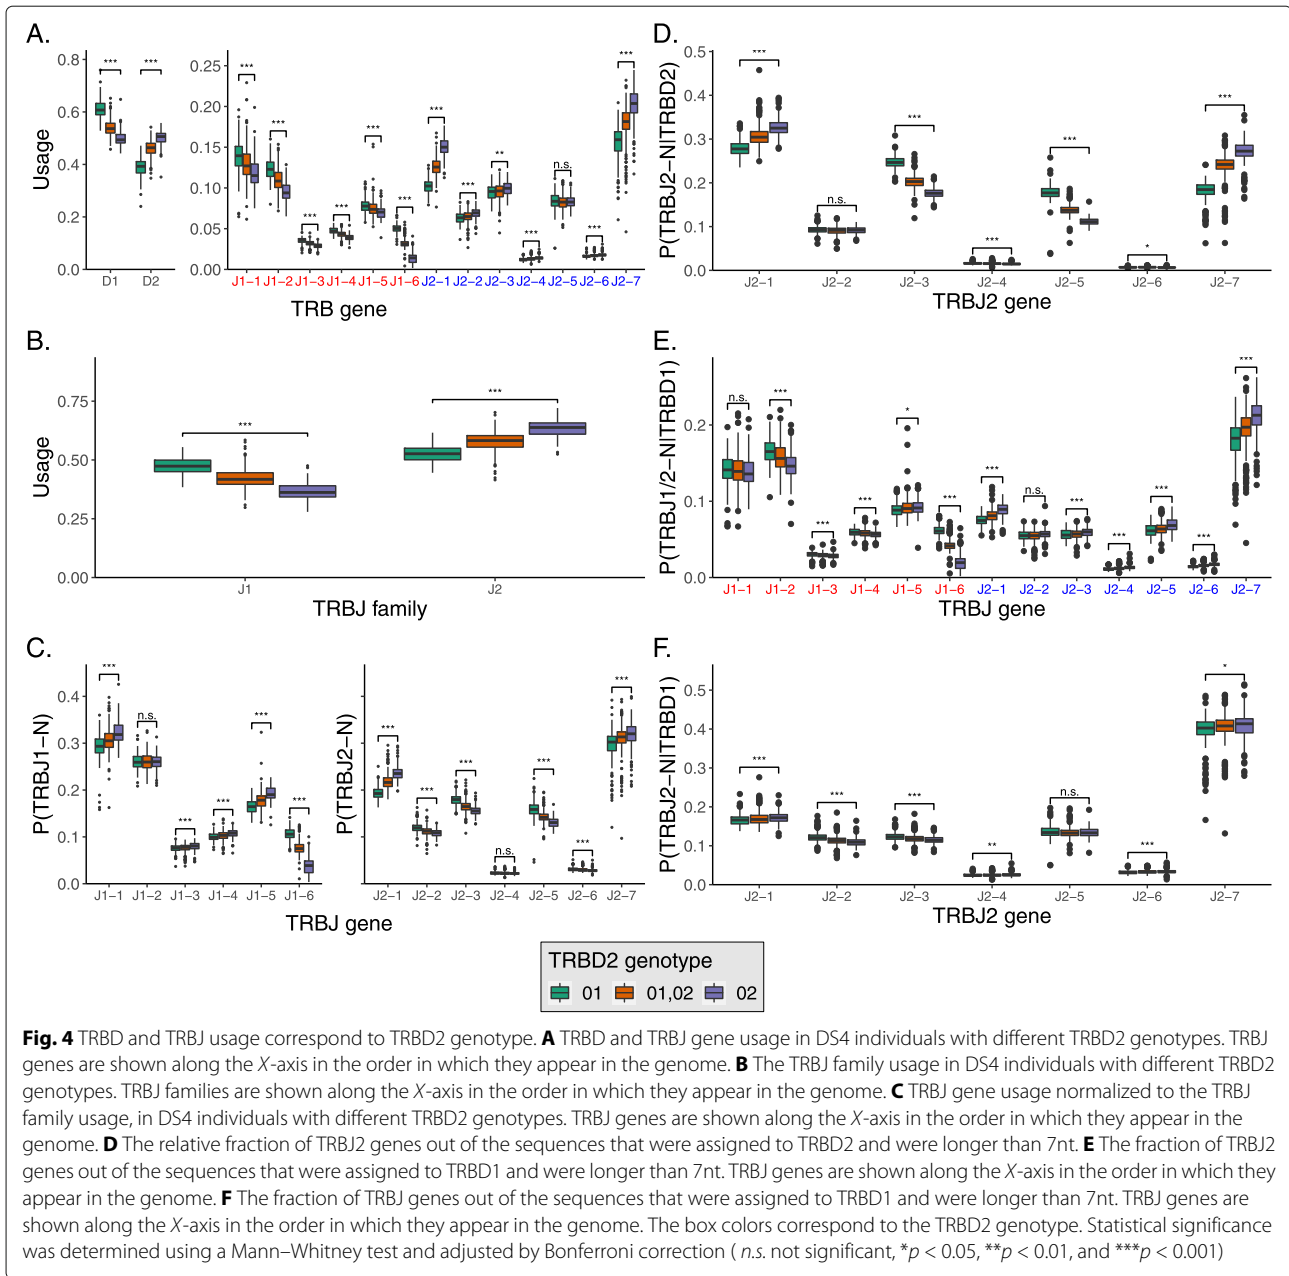 A.
0.8
0.6
0.4
0.2
0.0
Usage
*** ***
D1 D2
0.25
0.20
0.15
0.10
0.05
0.00
*** *** *** *** *** *** *** *** ** *** n.s. *** ***
J1−1 J1−2 J1−3 J1−4 J1−5 J1−6 J2−1 J2−2 J2−3 J2−4 J2−5 J2−6 J2−7
TRB gene
B.
0.75
0.50
0.25
0.00
Usage
*** ***
J1 J2
TRBJ family
C.
0.4
0.3
0.2
0.1
0.0
P(TRBJ1−N)
*** n.s. *** *** *** ***
J1−1 J1−2 J1−3 J1−4 J1−5 J1−6
P(TRBJ2−N)
*** *** *** n.s. *** *** ***
J2−1 J2−2 J2−3 J2−4 J2−5 J2−6 J2−7
TRBJ gene
D.
0.5
0.4
0.3
0.2
0.1
0.0
P(TRBJ2−N|TRBD2)
*** n.s. *** *** *** * ***
J2−1 J2−2 J2−3 J2−4 J2−5 J2−6 J2−7
TRBJ2 gene
E.
0.2
0.1
0.0
P(TRBJ1/2−N|TRBD1)
n.s. *** *** *** * *** *** n.s. *** *** *** *** ***
J1−1 J1−2 J1−3 J1−4 J1−5 J1−6 J2−1 J2−2 J2−3 J2−4 J2−5 J2−6 J2−7
TRBJ gene
F.
0.5
0.4
0.3
0.2
0.1
0.0
P(TRBJ2−N|TRBD1)
*** *** *** ** n.s. *** *
J2−1 J2−2 J2−3 J2−4 J2−5 J2−6 J2−7
TRBJ2 gene
TRBD2 genotype
01 01,02 02
Fig. 4 TRBD and TRBJ usage correspond to TRBD2 genotype. A TRBD and TRBJ gene usage in DS4 individuals with different TRBD2 genotypes. TRBJ
genes are shown along the X-axis in the order in which they appear in the genome. B The TRBJ family usage in DS4 individuals with different TRBD2
genotypes. TRBJ families are shown along the X-axis in the order in which they appear in the genome. C TRBJ gene usage normalized to the TRBJ
family usage, in DS4 individuals with different TRBD2 genotypes. TRBJ genes are shown along the X-axis in the order in which they appear in the
genome. D The relative fraction of TRBJ2 genes out of the sequences that were assigned to TRBD2 and were longer than 7nt. E The fraction of TRBJ2
genes out of the sequences that were assigned to TRBD1 and were longer than 7nt. TRBJ genes are shown along the X-axis in the order in which they
appear in the genome. F The fraction of TRBJ genes out of the sequences that were assigned to TRBD1 and were longer than 7nt. TRBJ genes are
shown along the X-axis in the order in which they appear in the genome. The box colors correspond to the TRBD2 genotype. Statistical significance
was determined using a Mann–Whitney test and adjusted by Bonferroni correction ( n.s. not significant, *p < 0.05, **p < 0.01, and ***p < 0.001)